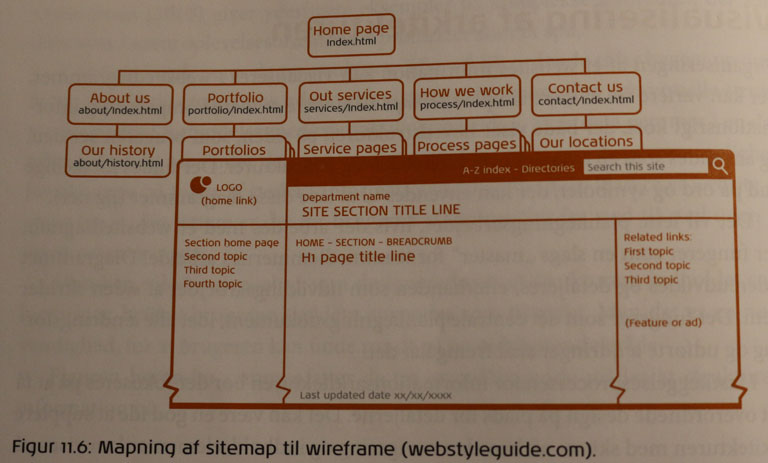 Home page
index.html
About us
about/index.html
Portfolio
portfolio/index.html
Out services
services/index.html
How we work
process/index.html
Contact us
contact/index.html
Our history
about/history.html
Portfolios
Service pages
Process pages
Our locations
A-Z index - Directories
Search this site
LOGO
(home link)
Department name
SITE SECTION TITLE LINE
Section home page
Second topic
Third topic
Fourth topic
HOME - SECTION - BREADCRUMB
H1 page title line
Related links:
First topic
Second topic
Third topic
(Feature or ad)
Last updated date xx/xx/xxxx
Figur 11.6: Mapning af sitemap til wireframe (webstyleguide.com).